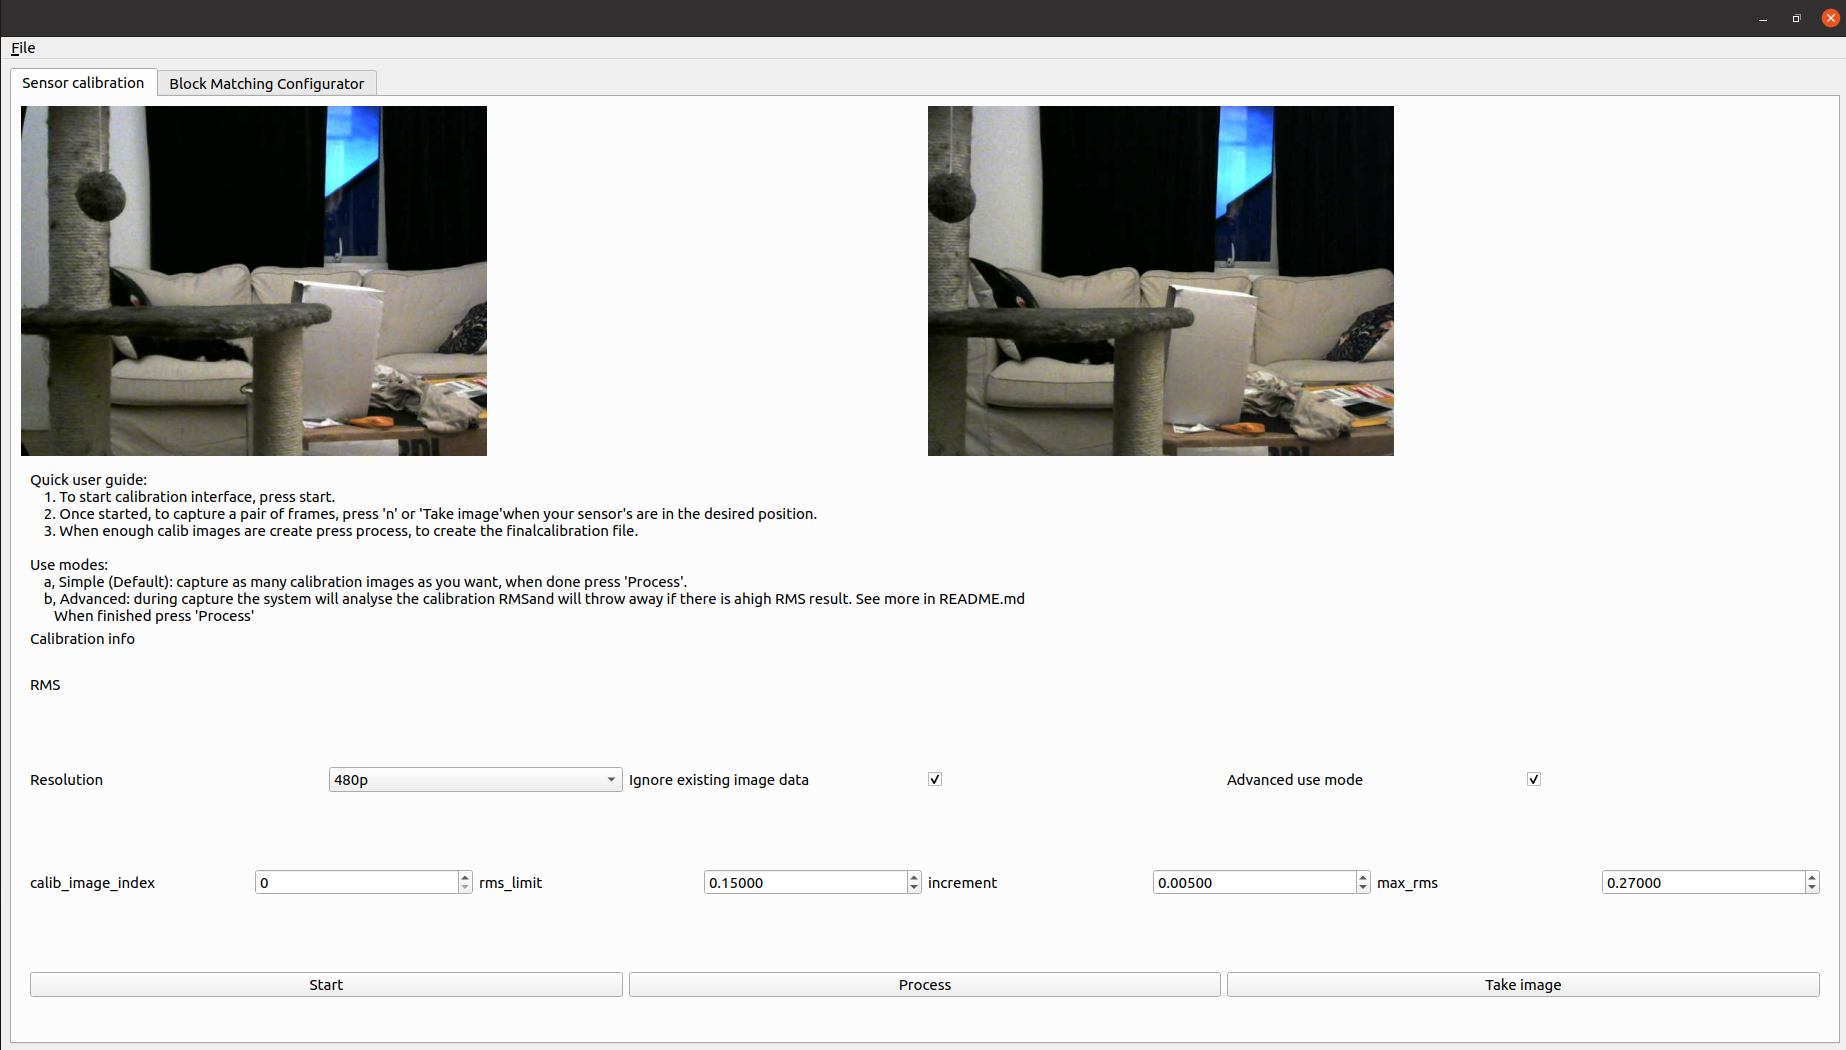 File
Sensor calibration
Block Matching Configurator
Quick user guide:
1. To start calibration interface, press start.
2. Once started, to capture a pair of frames, press 'n' or 'Take image'when your sensor's are in the desired position.
3. When enough calib images are create press process, to create the finalcalibration file.
Use modes:
a, Simple (Default): capture as many calibration images as you want, when done press 'Process'.
b, Advanced: during capture the system will analyse the calibration RMSand will throw away if there is ahigh RMS result. See more in README.md
When finished press 'Process'
Calibration info
RMS
Resolution
480p
Ignore existing image data
Advanced use mode
calib_image_index
0
rms_limit
0.15000
increment
0.00500
max_rms
0.27000
Start
Process
Take image